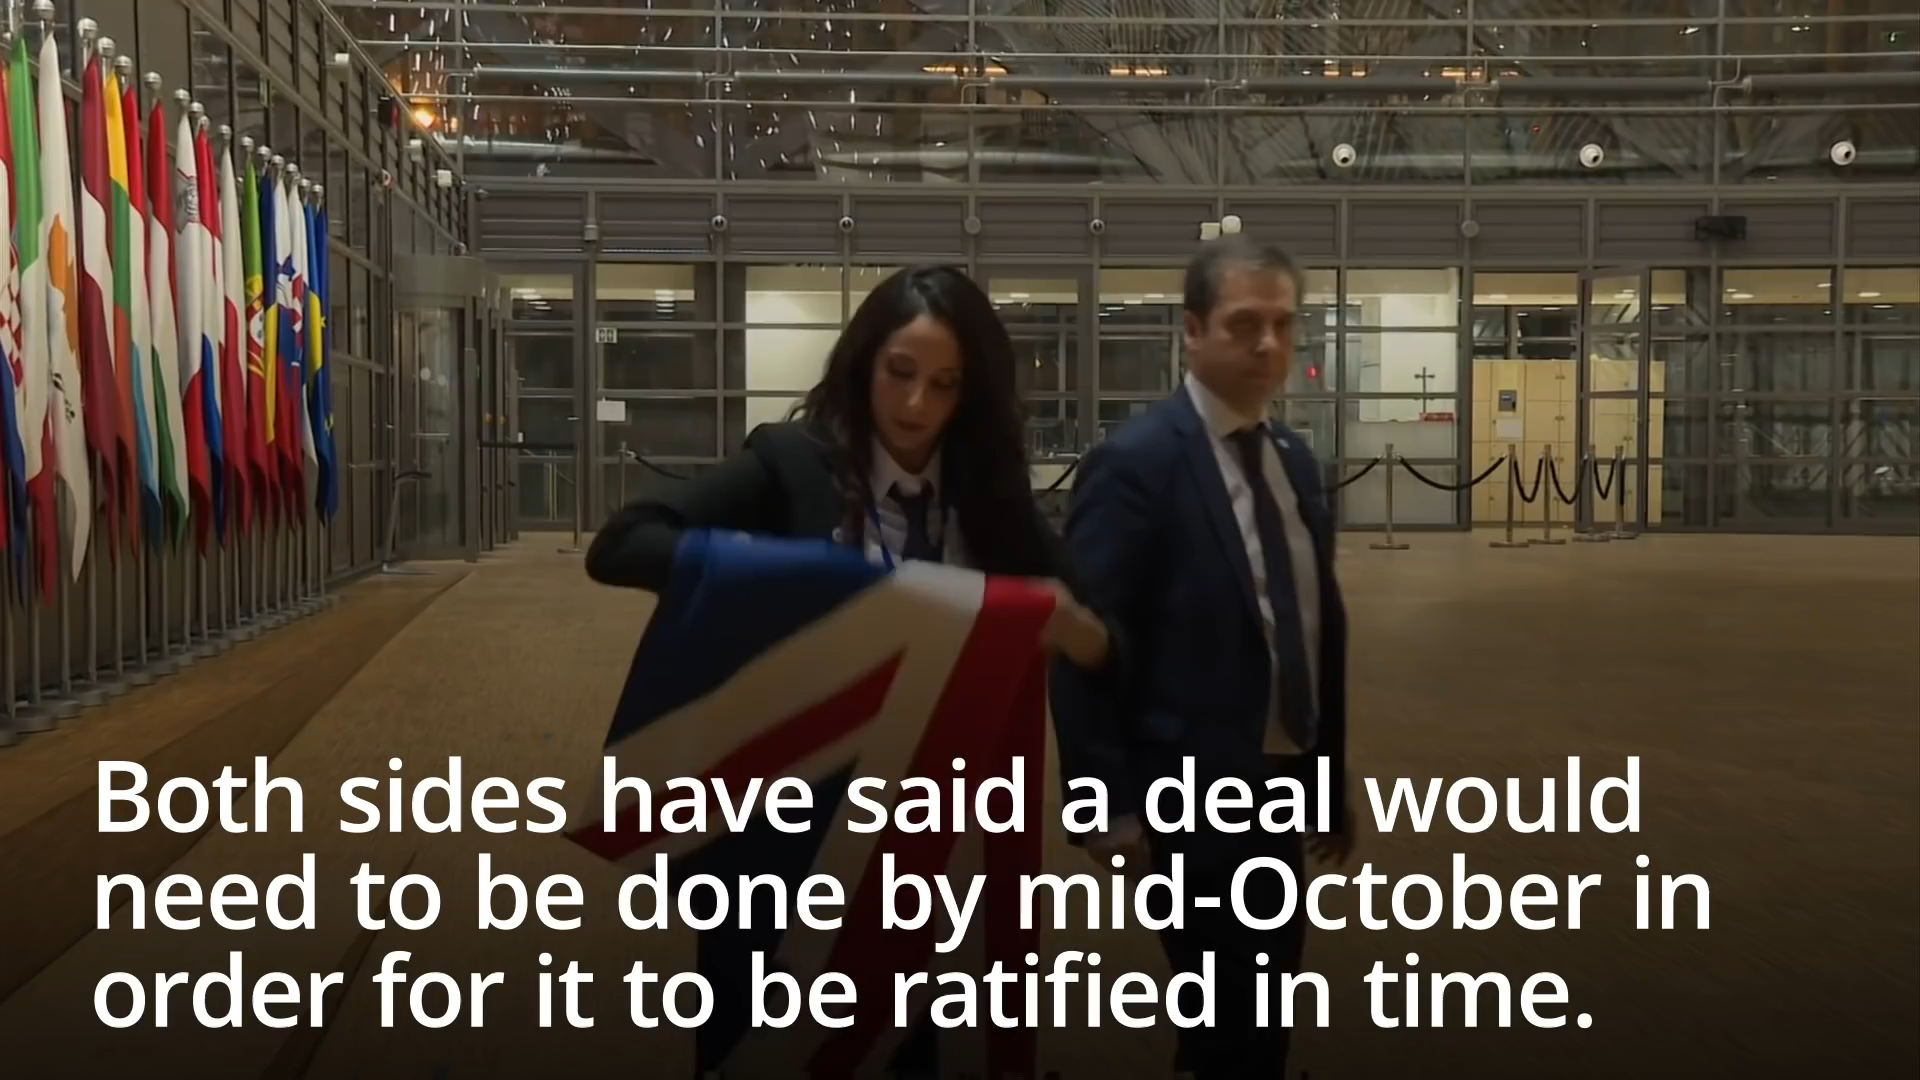 Both sides have said a deal would
need to be done by mid-October in
order for it to be ratified in time.